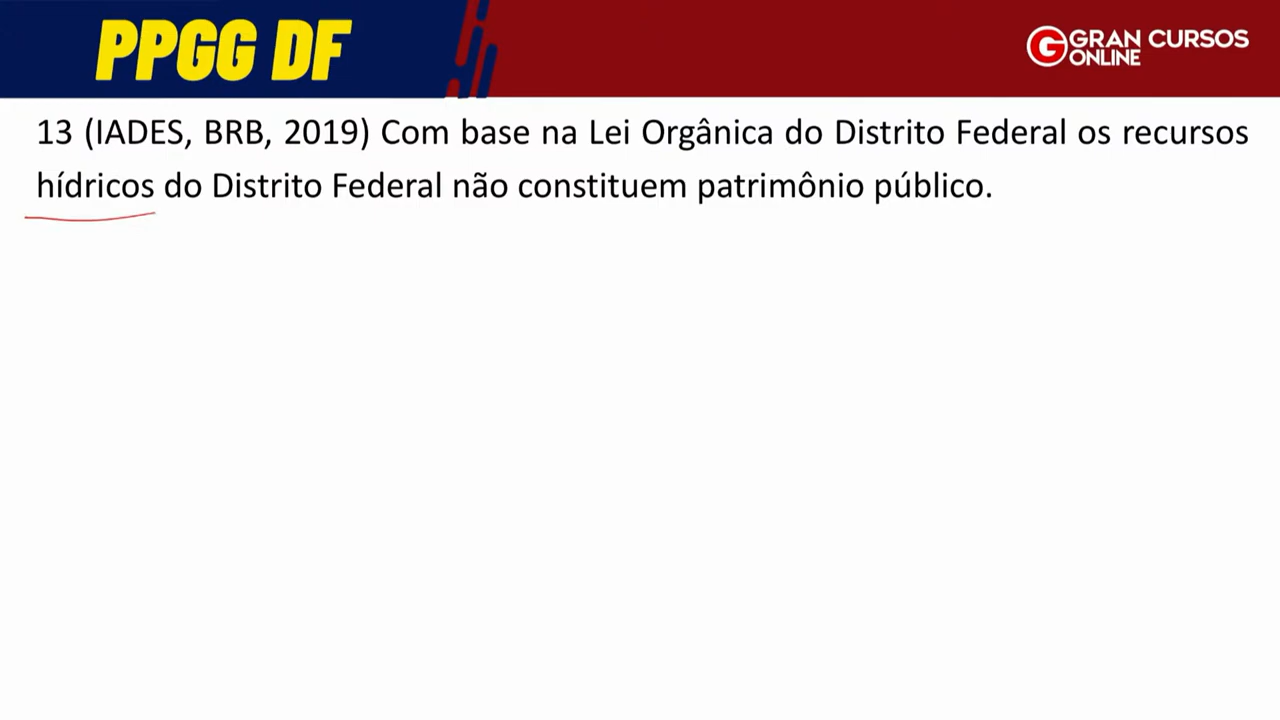 PPGG DF
GRAN CURSOS
ONLINE
13 (IADES, BRB, 2019) Com base na Lei Orgânica do Distrito Federal os recursos
hídricos do Distrito Federal não constituem patrimônio público.